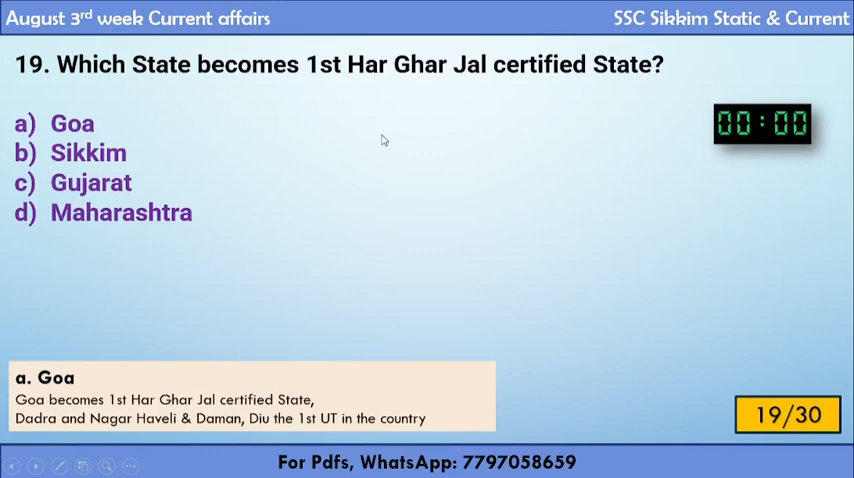 August 3rd week Current affairs
SSC Sikkim Static & Current
19. Which State becomes 1st Har Ghar Jal certified State?
00:00
a) Goa
b) Sikkim
c) Gujarat
d) Maharashtra
a. Goa
Goa becomes 1st Har Ghar Jal certified State,
Dadra and Nagar Haveli & Daman, Diu the 1st UT in the country
19/30
For Pdfs, WhatsApp: 7797058659